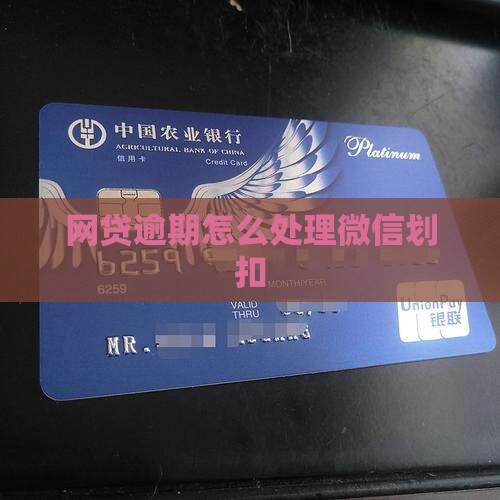 中国农业银行
AGRICULTURAL BANK OF CHINA
信用卡
Credit Card
Platinum
网贷逾期怎么处理微信划
扣
6259
6259
MONTH/YEAR
VALID
THRU
MR.
UnionPay
银联